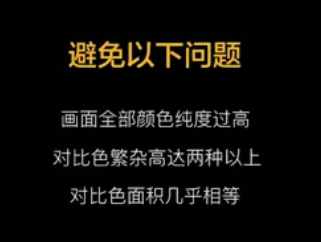 避免以下问题
画面全部颜色纯度过高
对比色繁杂高达两种以上
对比色面积几乎相等